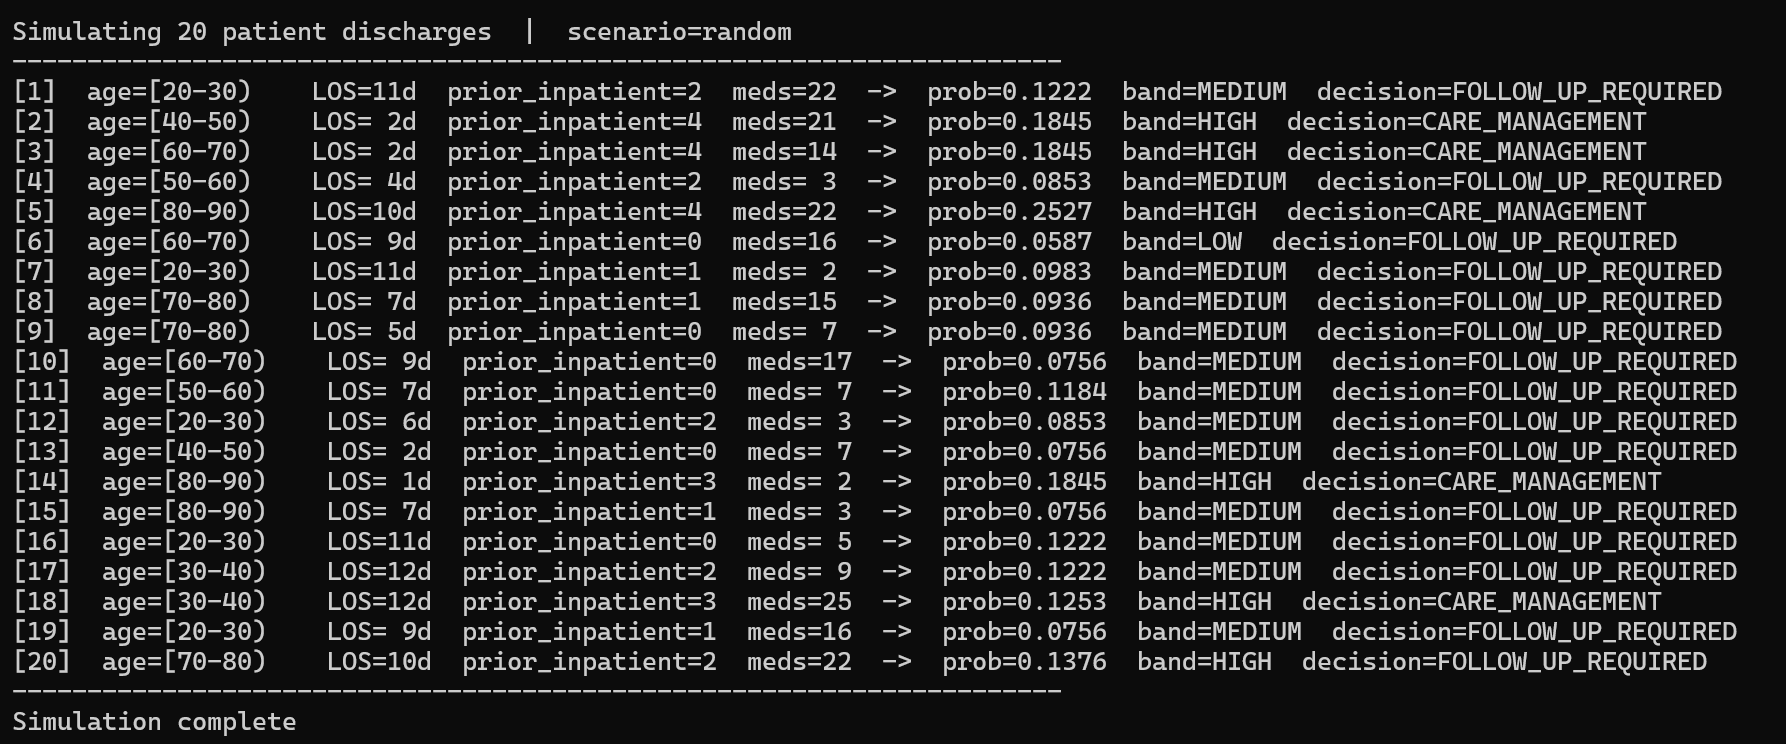 Simulating 20 patient discharges  |  scenario=random
----------------------------------------------------------------------
[1]  age=[20-30)    LOS=11d  prior_inpatient=2  meds=22  ->  prob=0.1222  band=MEDIUM  decision=FOLLOW_UP_REQUIRED
[2]  age=[40-50)    LOS= 2d  prior_inpatient=4  meds=21  ->  prob=0.1845  band=HIGH  decision=CARE_MANAGEMENT
[3]  age=[60-70)    LOS= 2d  prior_inpatient=4  meds=14  ->  prob=0.1845  band=HIGH  decision=CARE_MANAGEMENT
[4]  age=[50-60)    LOS= 4d  prior_inpatient=2  meds= 3  ->  prob=0.0853  band=MEDIUM  decision=FOLLOW_UP_REQUIRED
[5]  age=[80-90)    LOS=10d  prior_inpatient=4  meds=22  ->  prob=0.2527  band=HIGH  decision=CARE_MANAGEMENT
[6]  age=[60-70)    LOS= 9d  prior_inpatient=0  meds=16  ->  prob=0.0587  band=LOW  decision=FOLLOW_UP_REQUIRED
[7]  age=[20-30)    LOS=11d  prior_inpatient=1  meds= 2  ->  prob=0.0983  band=MEDIUM  decision=FOLLOW_UP_REQUIRED
[8]  age=[70-80)    LOS= 7d  prior_inpatient=1  meds=15  ->  prob=0.0936  band=MEDIUM  decision=FOLLOW_UP_REQUIRED
[9]  age=[70-80)    LOS= 5d  prior_inpatient=0  meds= 7  ->  prob=0.0936  band=MEDIUM  decision=FOLLOW_UP_REQUIRED
[10]  age=[60-70)    LOS= 9d  prior_inpatient=0  meds=17  ->  prob=0.0756  band=MEDIUM  decision=FOLLOW_UP_REQUIRED
[11]  age=[50-60)    LOS= 7d  prior_inpatient=0  meds= 7  ->  prob=0.1184  band=MEDIUM  decision=FOLLOW_UP_REQUIRED
[12]  age=[20-30)    LOS= 6d  prior_inpatient=2  meds= 3  ->  prob=0.0853  band=MEDIUM  decision=FOLLOW_UP_REQUIRED
[13]  age=[40-50)    LOS= 2d  prior_inpatient=0  meds= 7  ->  prob=0.0756  band=MEDIUM  decision=FOLLOW_UP_REQUIRED
[14]  age=[80-90)    LOS= 1d  prior_inpatient=3  meds= 2  ->  prob=0.1845  band=HIGH  decision=CARE_MANAGEMENT
[15]  age=[80-90)    LOS= 7d  prior_inpatient=1  meds= 3  ->  prob=0.0756  band=MEDIUM  decision=FOLLOW_UP_REQUIRED
[16]  age=[20-30)    LOS=11d  prior_inpatient=0  meds= 5  ->  prob=0.1222  band=MEDIUM  decision=FOLLOW_UP_REQUIRED
[17]  age=[30-40)    LOS=12d  prior_inpatient=2  meds= 9  ->  prob=0.1222  band=MEDIUM  decision=FOLLOW_UP_REQUIRED
[18]  age=[30-40)    LOS=12d  prior_inpatient=3  meds=25  ->  prob=0.1253  band=HIGH  decision=CARE_MANAGEMENT
[19]  age=[20-30)    LOS= 9d  prior_inpatient=1  meds=16  ->  prob=0.0756  band=MEDIUM  decision=FOLLOW_UP_REQUIRED
[20]  age=[70-80)    LOS=10d  prior_inpatient=2  meds=22  ->  prob=0.1376  band=HIGH  decision=FOLLOW_UP_REQUIRED
----------------------------------------------------------------------
Simulation complete